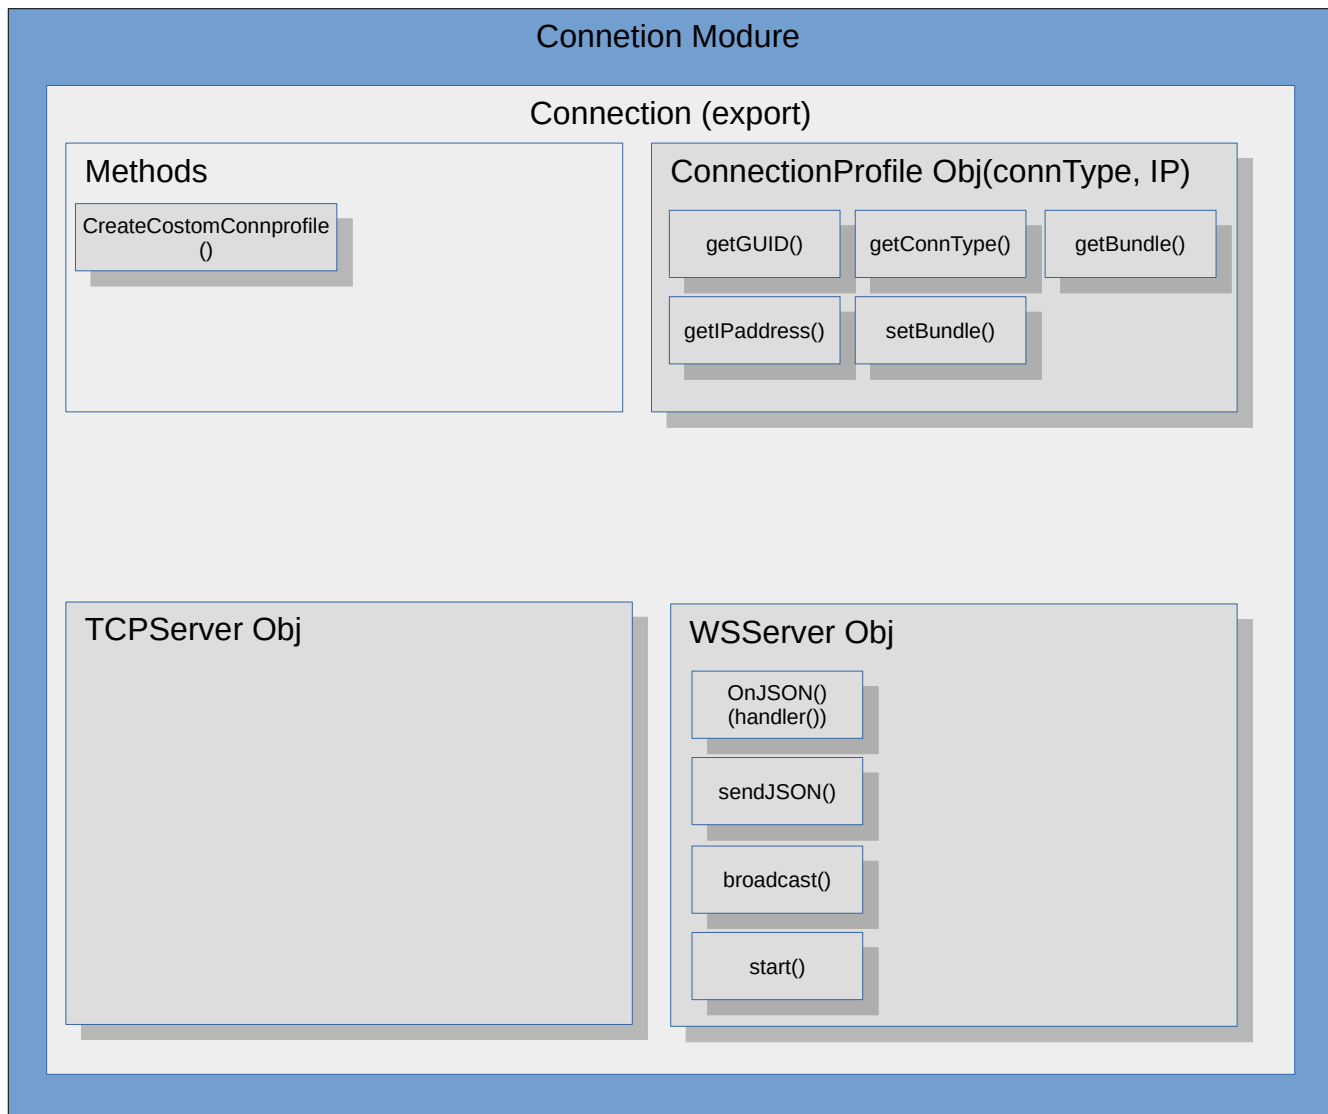 Connetion Modure
Connection (export)
Methods
CreateCostomConnprofile
()
ConnectionProfile Obj(connType, IP)
getGUID()
getConnType()
getBundle()
getIPaddress()
setBundle()
TCPServer Obj
WSServer Obj
OnJSON()
(handler())
sendJSON()
broadcast()
start()